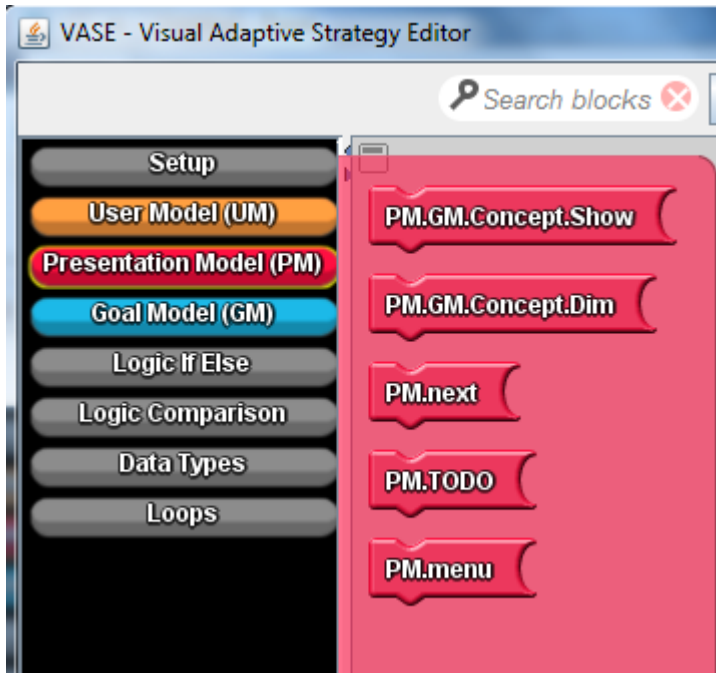 VASE - Visual Adaptive Strategy Editor
Search blocks
Setup
User Model (UM)
Presentation Model (PM)
Goal Model (GM)
Logic If Else
Logic Comparison
Data Types
Loops
PM.GM.Concept.Show
PM.GM.Concept.Dim
PM.next
PM.TODO
PM.menu